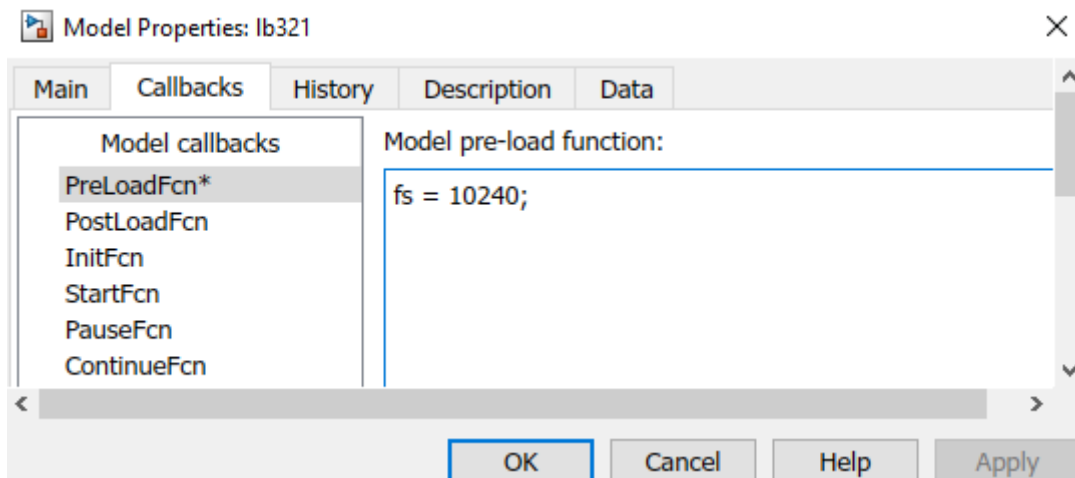 Model Properties: lb321
Main Callbacks History Description Data
Model callbacks
PreLoadFcn*
PostLoadFcn
InitFcn
StartFcn
PauseFcn
ContinueFcn
Model pre-load function:
fs = 10240;
OK Cancel Help Apply